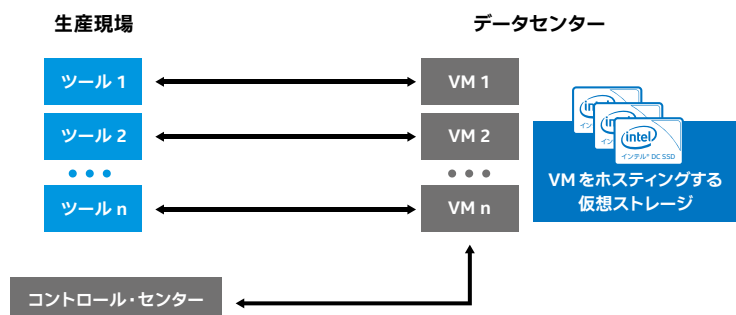 生産現場
データセンター
ツール 1
VM 1
ツール 2
VM 2
ツール n
VM n
intel
インテル® DC SSD
VM をホスティングする
仮想ストレージ
コントロール・センター